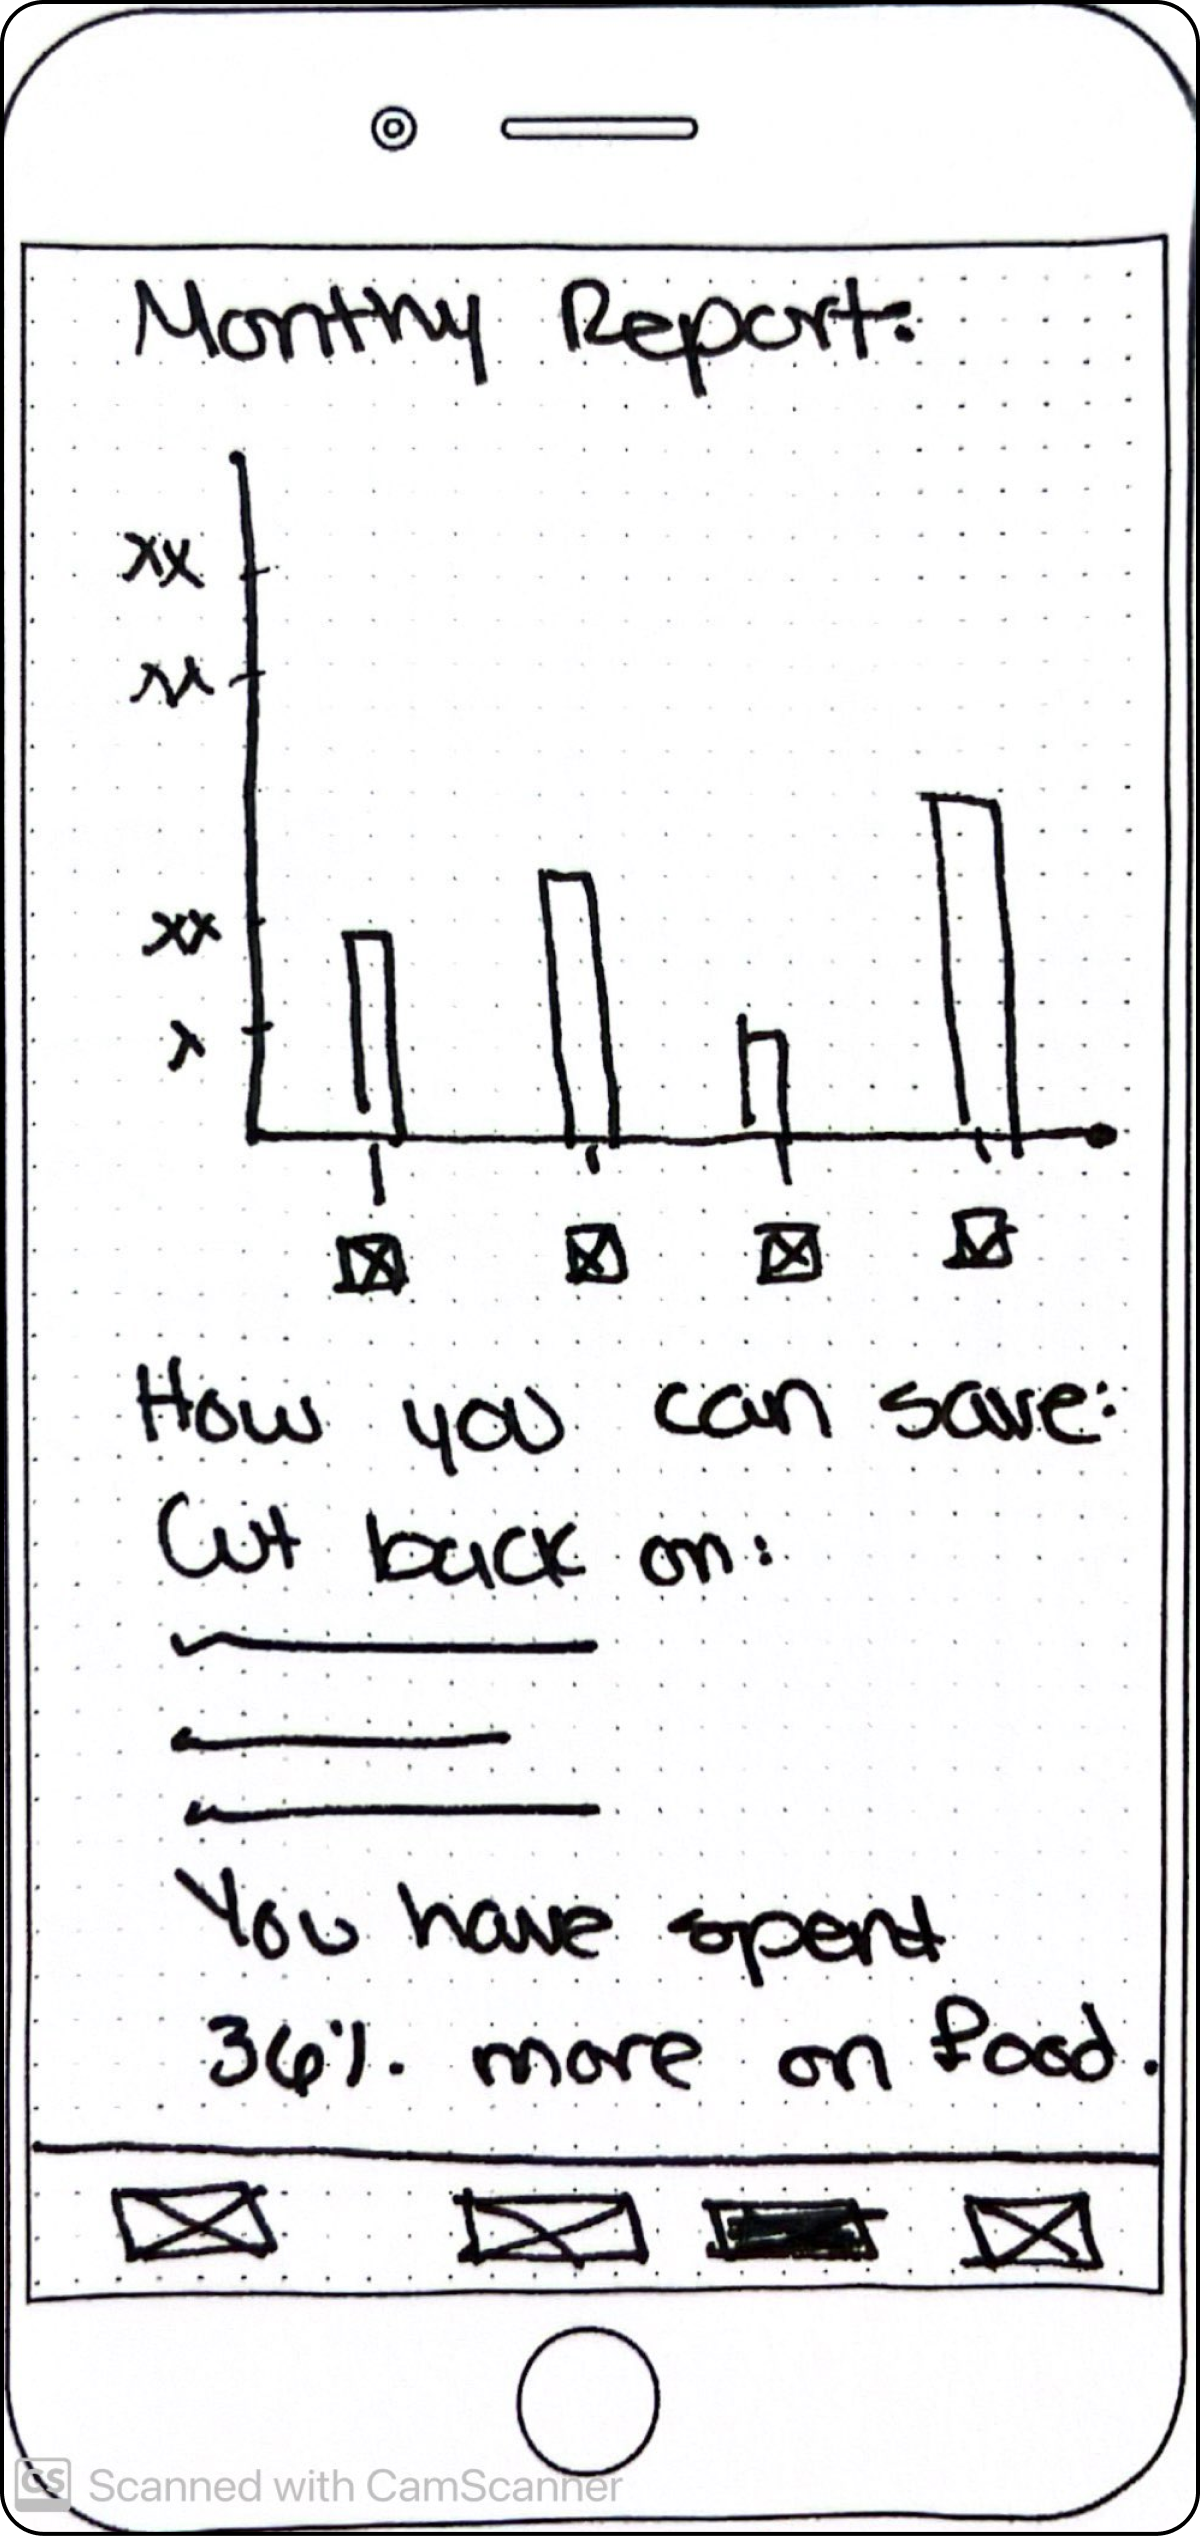 Monthy Report:
xx
xx
xx
x
How you can save:
Cut back on:
You have spent
36%. more on food.
CS Scanned with CamScanner